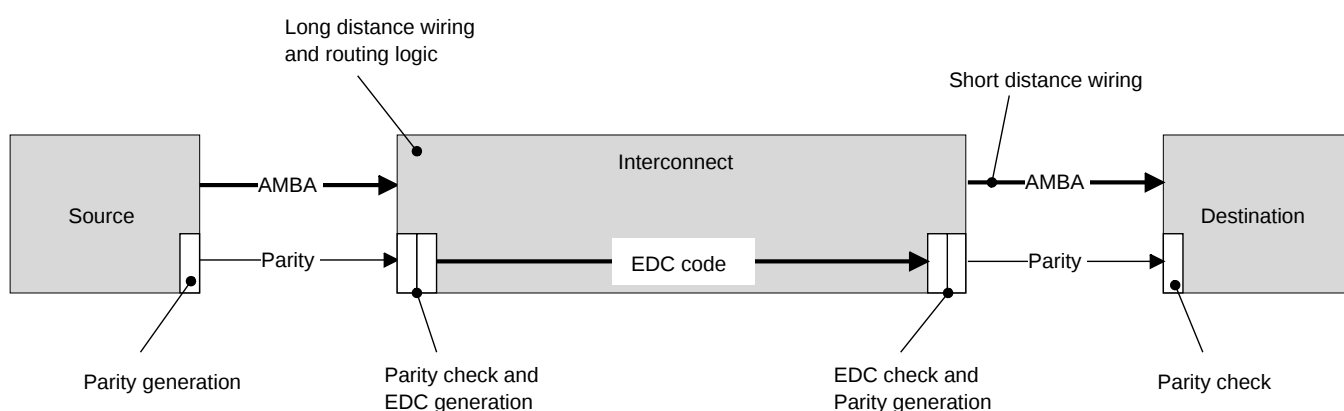 Long distance wiring
and routing logic
Short distance wiring
Interconnect
AMBA
AMBA
Source
Destination
Parity
EDC code
Parity
Parity generation
Parity check and
EDC generation
EDC check and
Parity generation
Parity check